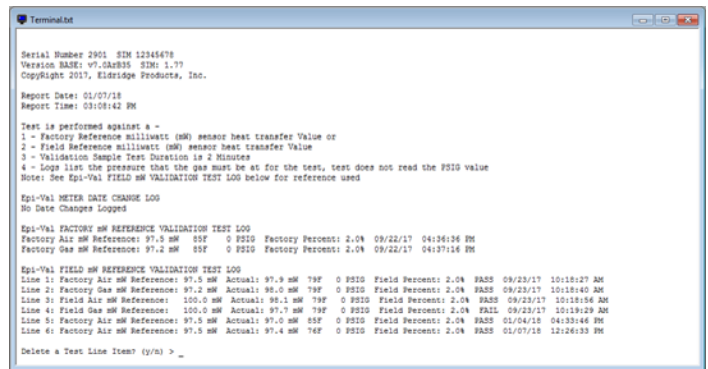 Terminal.txt
Serial Number 2901 SIM 12345678
Version BASE: v7.0ArB35 SIM: 1.77
CopyRight 2017, Eldridge Products, Inc.
Report Date: 01/07/18
Report Time: 03:08:42 PM
Test is performed against a -
1 - Factory Reference milliwatt (mW) sensor heat transfer Value or
2 - Field Reference milliwatt (mW) sensor heat transfer Value
3 - Validation Sample Test Duration is 2 Minutes
4 - Logs list the pressure that the gas must be at for the test, test does not read the PSIG value
Note: See Epi-Val FIELD mW VALIDATION TEST LOG below for reference used
Epi-Val METER DATE CHANGE LOG
No Date Changes Logged
Epi-Val FACTORY mW REFERENCE VALIDATION TEST LOG
Factory Air mW Reference: 97.5 mW 85F 0 PSIG Factory Percent: 2.0% 09/22/17 04:36:36 PM
Factory Gas mW Reference: 97.2 mW 85F 0 PSIG Factory Percent: 2.0% 09/22/17 04:37:16 PM
Epi-Val FIELD mW REFERENCE VALIDATION TEST LOG
Line 1: Factory Air mW Reference: 97.5 mW Actual: 97.9 mW 79F 0 PSIG Field Percent: 2.0% PASS 09/23/17 10:18:27 AM
Line 2: Factory Gas mW Reference: 97.2 mW Actual: 98.0 mW 79F 0 PSIG Field Percent: 2.0% PASS 09/23/17 10:18:40 AM
Line 3: Field Air mW Reference: 100.0 mW Actual: 98.1 mW 79F 0 PSIG Field Percent: 2.0% PASS 09/23/17 10:18:56 AM
Line 4: Field Gas mW Reference: 100.0 mW Actual: 97.7 mW 79F 0 PSIG Field Percent: 2.0% FAIL 09/23/17 10:19:29 AM
Line 5: Factory Air mW Reference: 97.5 mW Actual: 97.0 mW 85F 0 PSIG Field Percent: 2.0% PASS 01/04/18 04:33:46 PM
Line 6: Factory Air mW Reference: 97.5 mW Actual: 97.4 mW 76F 0 PSIG Field Percent: 2.0% PASS 01/07/18 12:26:33 PM
Delete a Test Line Item? (y/n) > _